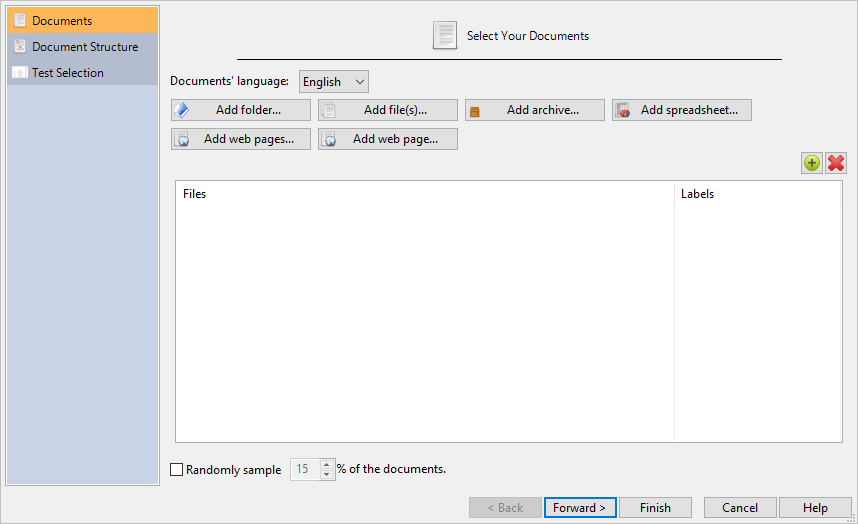 Documents
Document Structure
Test Selection
Select Your Documents
Documents' language: English
Add folder... Add file(s)... Add archive... Add spreadsheet...
Add web pages... Add web page...
Files Labels
Randomly sample 15 % of the documents.
< Back Forward > Finish Cancel Help